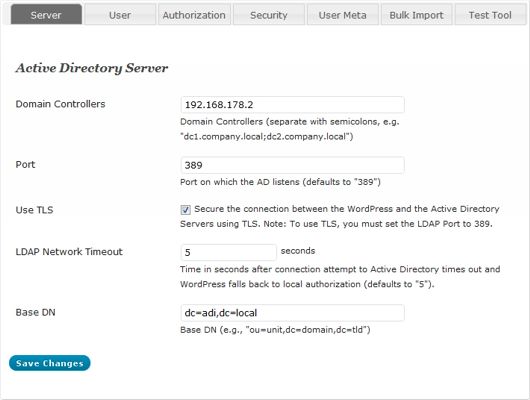 Server User Authorization Security User Meta Bulk Import Test Tool
Active Directory Server
Domain Controllers 192.168.178.2
Domain Controllers (separate with semicolons, e.g.
"dc1.company.local;dc2.company.local")
Port 389
Port on which the AD listens (defaults to "389")
Use TLS Secure the connection between the WordPress and the Active Directory
Servers using TLS. Note: To use TLS, you must set the LDAP Port to 389.
LDAP Network Timeout 5 seconds
Time in seconds after connection attempt to Active Directory times out and
WordPress falls back to local authorization (defaults to "5").
Base DN dc=adi,dc=local
Base DN (e.g., "ou=unit,dc=domain,dc=tld")
Save Changes